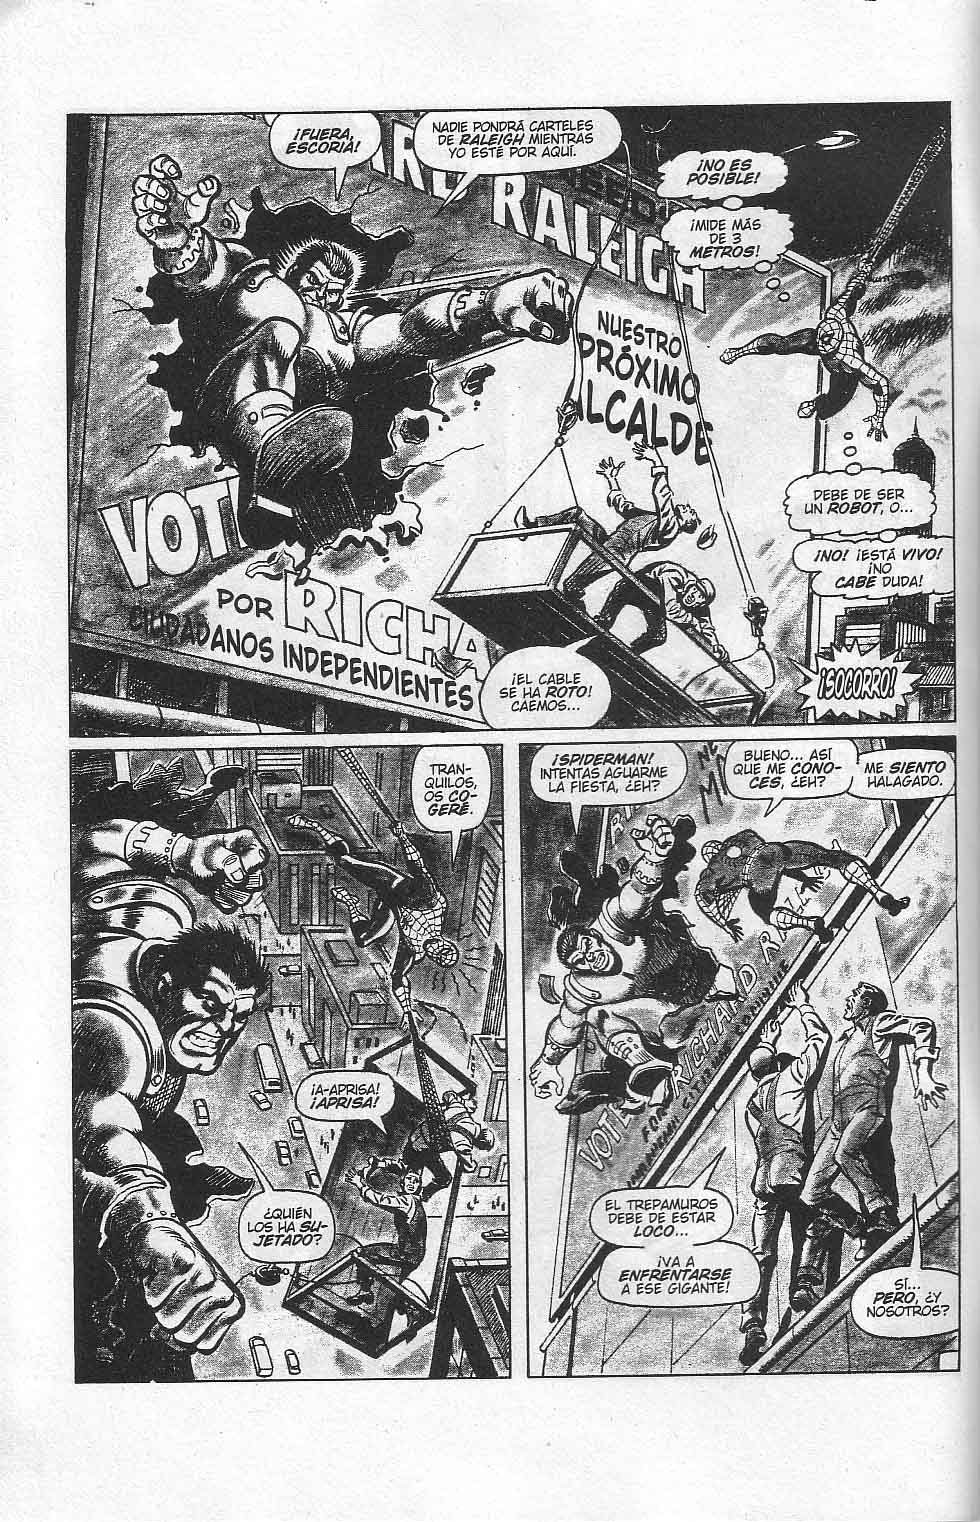 ¡FUERA,
ESCORIA!
NADIE PONDRÁ CARTELES
DE RALEIGH MIENTRAS
YO ESTÉ POR AQUÍ.
¡NO ES
POSIBLE!
¡MIDE MÁS
DE 3
METROS!
RALEIGH
NUESTRO
PRÓXIMO
ALCALDE
DEBE DE SER
UN ROBOT, O...
¡NO! ¡ESTÁ VIVO!
¡NO
CABE DUDA!
VOT
POR RICHA
CIUDADANOS INDEPENDIENTES
¡EL CABLE
SE HA ROTO!
CAEMOS...
¡SOCORRO!
TRAN-
QUILOS,
OS CO-
GERÉ.
¡A-APRISA!
¡APRISA!
¿QUIÉN
LOS HA SU-
JETADO?
¡SPIDERMAN!
INTENTAS AGUARME
LA FIESTA, ¿EH?
BUENO... ASÍ
QUE ME CONO-
CES, ¿EH?
ME SIENTO
HALAGADO.
VOTE
RICHARD R
FOR
EL TREPAMUROS
DEBE DE ESTAR
LOCO...
¡VA A
ENFRENTARSE
A ESE GIGANTE!
SÍ...
PERO, ¿Y
NOSOTROS?